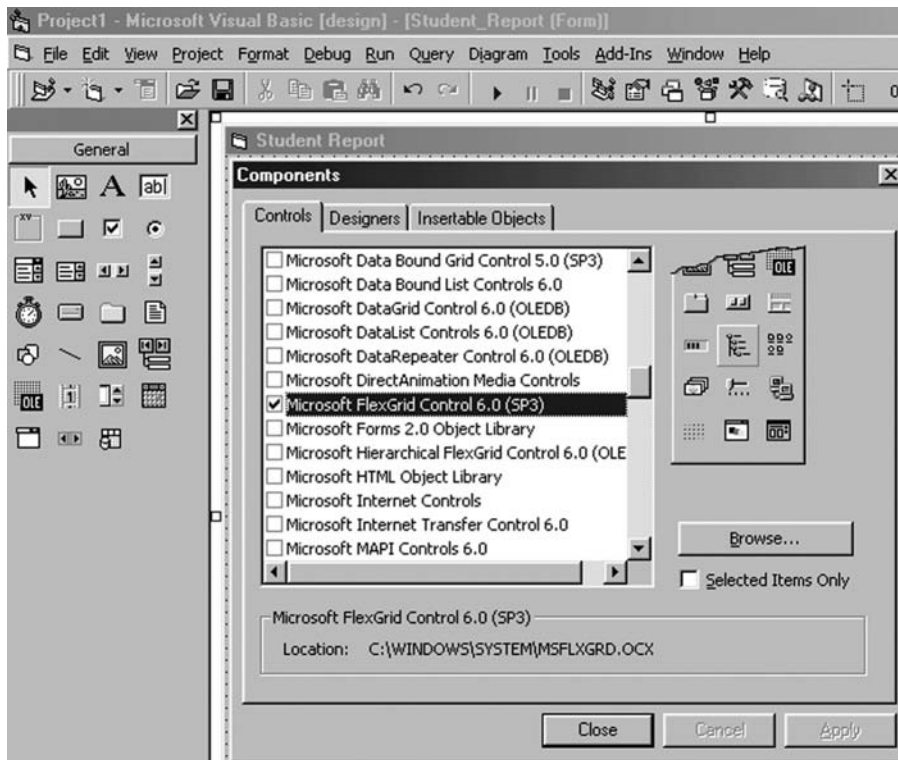 Project1 - Microsoft Visual Basic [design] - [Student_Report (Form)]
File Edit View Project Format Debug Run Query Diagram Tools Add-Ins Window Help
General
A
ab|
XV
OLE
Student Report
Components
Controls Designers Insertable Objects
Microsoft Data Bound Grid Control 5.0 (SP3)
Microsoft Data Bound List Controls 6.0
Microsoft DataGrid Control 6.0 (OLEDB)
Microsoft DataList Controls 6.0 (OLEDB)
Microsoft DataRepeater Control 6.0 (OLEDB)
Microsoft DirectAnimation Media Controls
Microsoft FlexGrid Control 6.0 (SP3)
Microsoft Forms 2.0 Object Library
Microsoft Hierarchical FlexGrid Control 6.0 (OLE
Microsoft HTML Object Library
Microsoft Internet Controls
Microsoft Internet Transfer Control 6.0
Microsoft MAPI Controls 6.0
OLE
Browse...
Selected Items Only
Microsoft FlexGrid Control 6.0 (SP3)
Location: C:\WINDOWS\SYSTEM\MSFLXGRD.OCX
Close Cancel Apply